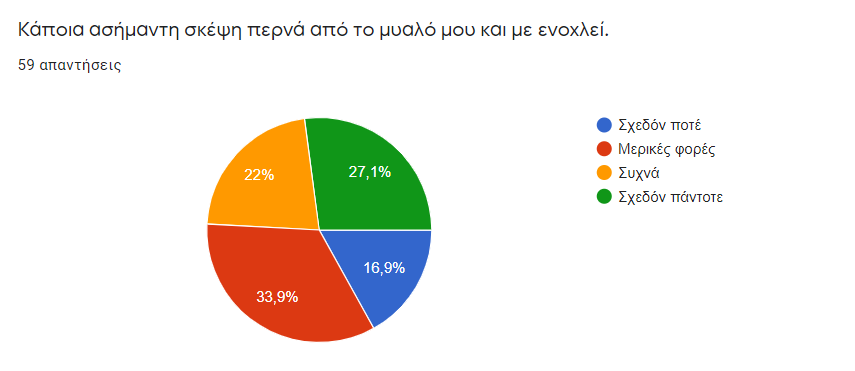 Κάποια ασήμαντη σκέψη περνά από το μυαλό μου και με ενοχλεί.
59 απαντήσεις
Σχεδόν ποτέ
Μερικές φορές
Συχνά
Σχεδόν πάντοτε
22%
27,1%
16,9%
33,9%